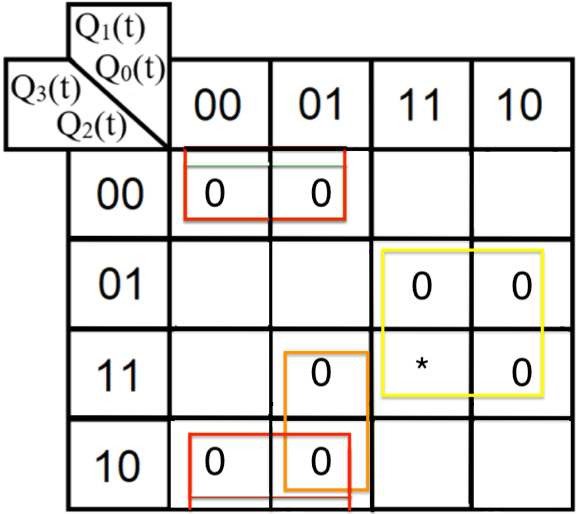 Q₁(t)
Q₀(t)
Q₃(t)
Q₂(t)
00 01 11 10
00 0 0
01 0 0
11 0 * 0
10 0 0